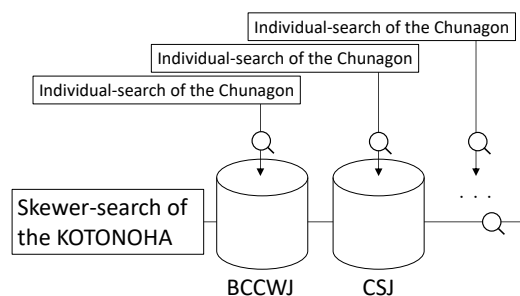 Individual-search of the Chunagon
Individual-search of the Chunagon
Individual-search of the Chunagon
. . .
Skewer-search of
the KOTONOHA
BCCWJ
CSJ